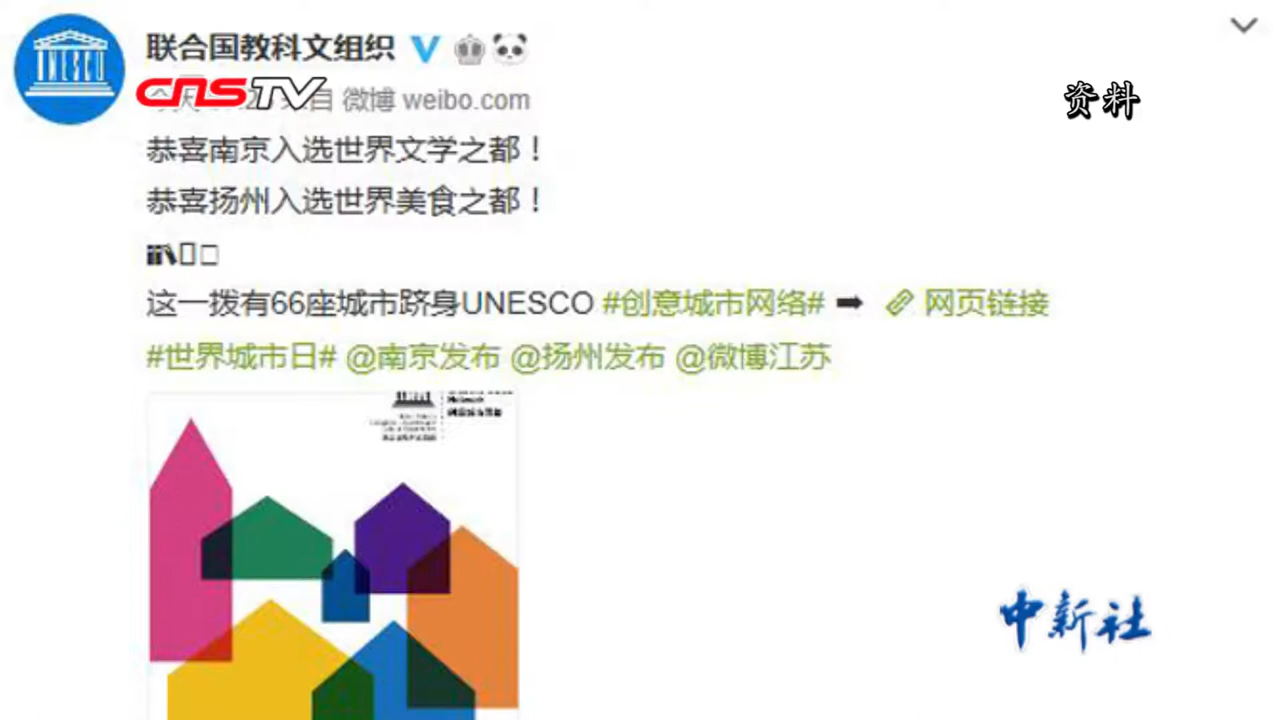 UNESCO
联合国教科文组织
CNSTV
微博 weibo.com
资料
恭喜南京入选世界文学之都！
恭喜扬州入选世界美食之都！
这一拨有66座城市跻身UNESCO #创意城市网络# ➡ 网页链接
#世界城市日# @南京发布 @扬州发布 @微博江苏
Network
中新社